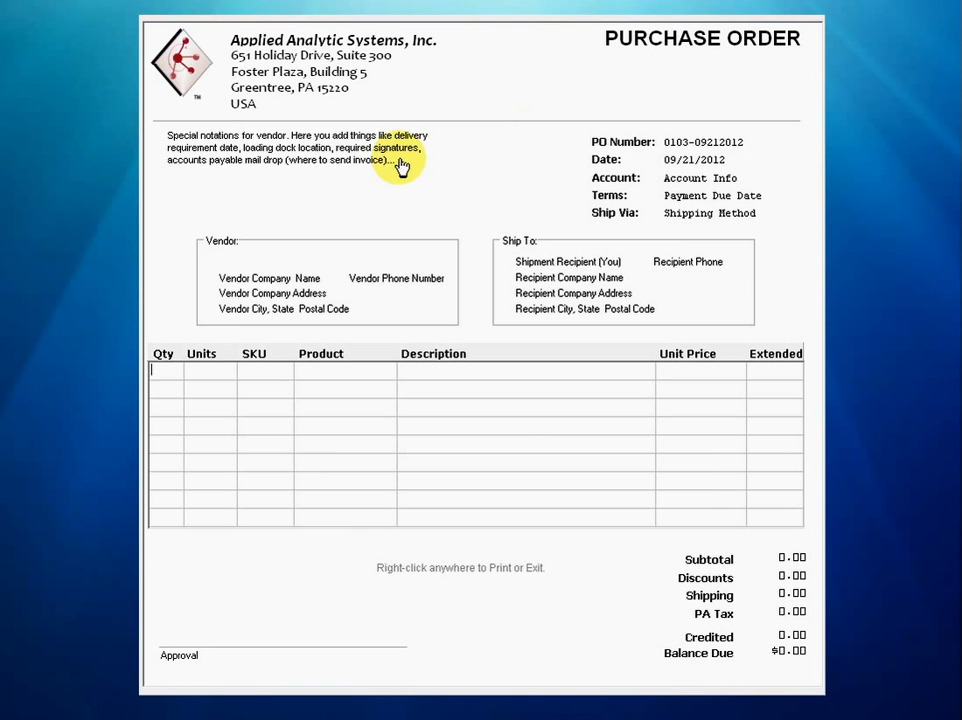 Applied Analytic Systems, Inc.
PURCHASE ORDER
651 Holiday Drive, Suite 300
Foster Plaza, Building 5
Greentree, PA 15220
USA
TM
Special notations for vendor. Here you add things like delivery
requirement date, loading dock location, required signatures,
accounts payable mail drop (where to send invoice)...
PO Number: 0103-09212012
Date: 09/21/2012
Account: Account Info
Terms: Payment Due Date
Ship Via: Shipping Method
Vendor:
Vendor Company Name Vendor Phone Number
Vendor Company Address
Vendor City, State Postal Code
Ship To:
Shipment Recipient (You) Recipient Phone
Recipient Company Name
Recipient Company Address
Recipient City, State Postal Code
Qty Units SKU Product Description Unit Price Extended
Right-click anywhere to Print or Exit.
Subtotal 0.00
Discounts 0.00
Shipping 0.00
PA Tax 0.00
Credited 0.00
Balance Due $0.00
Approval